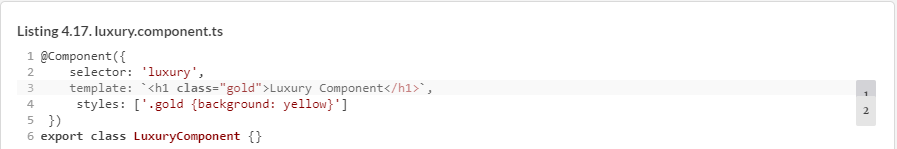 Listing 4.17. luxury.component.ts
1 @Component({
2     selector: 'luxury',
3     template: `<h1 class="gold">Luxury Component</h1>`,
4      styles: ['.gold {background: yellow}']
5  })
6 export class LuxuryComponent {}
1
2